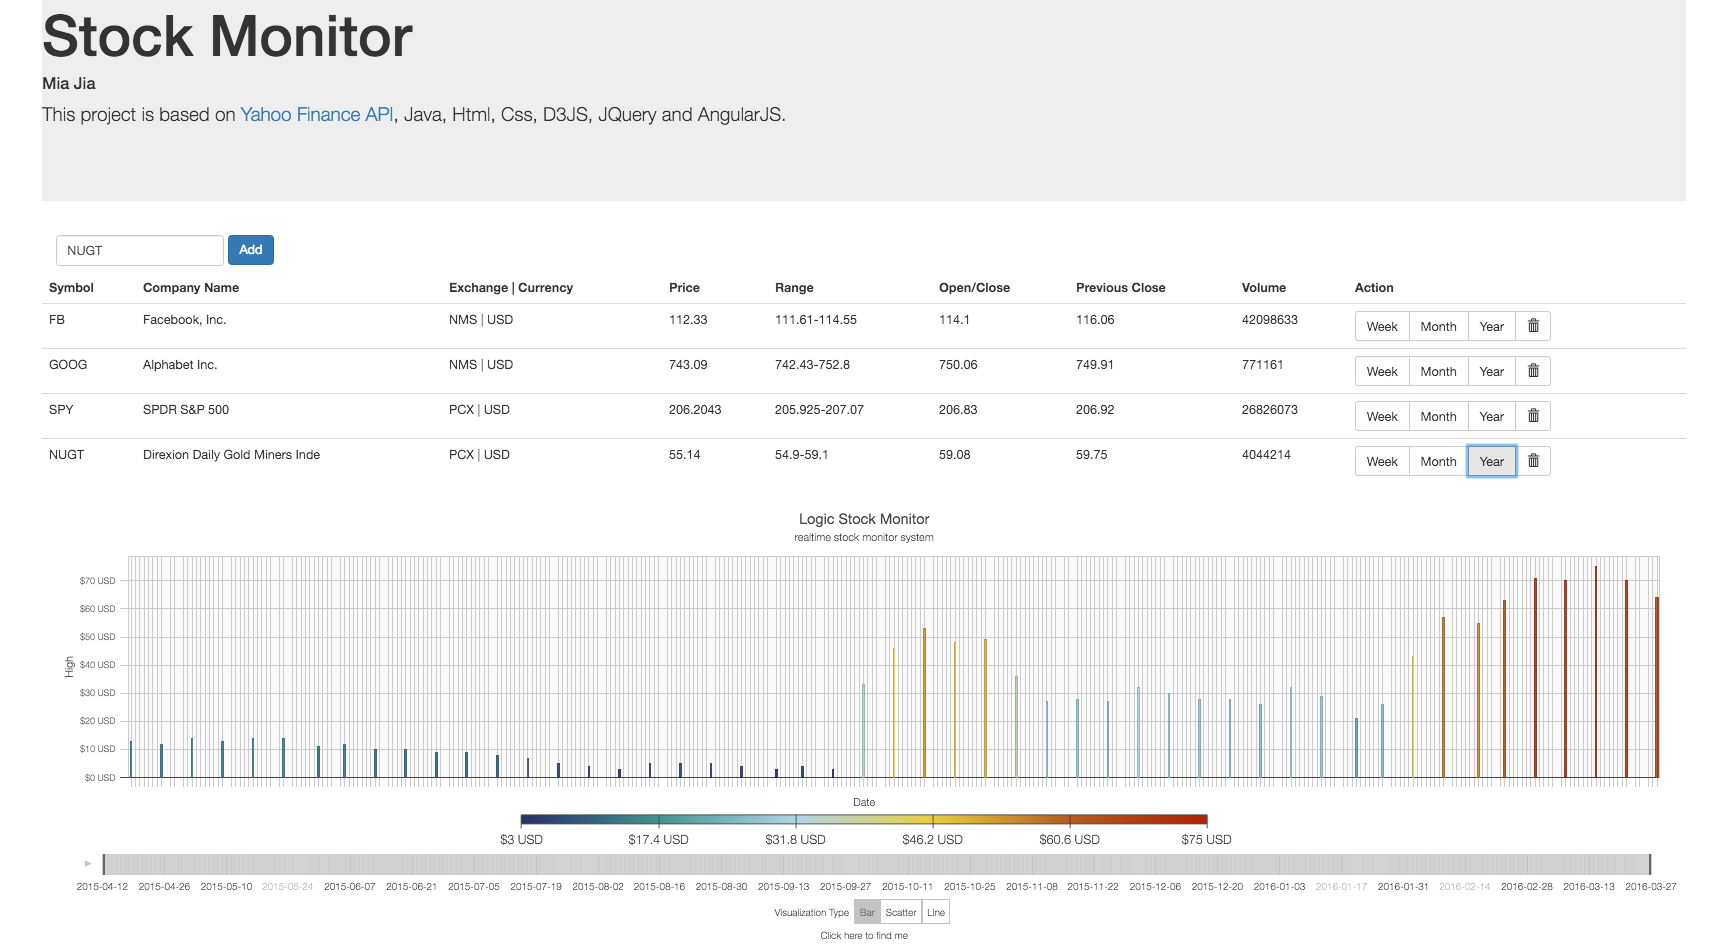 Stock Monitor
Mia Jia
This project is based on Yahoo Finance API, Java, Html, Css, D3JS, JQuery and AngularJS.
NUGT Add
Symbol Company Name Exchange | Currency Price Range Open/Close Previous Close Volume Action
FB Facebook, Inc. NMS | USD 112.33 111.61-114.55 114.1 116.06 42098633 Week Month Year
GOOG Alphabet Inc. NMS | USD 743.09 742.43-752.8 750.06 749.91 771161 Week Month Year
SPY SPDR S&P 500 PCX | USD 206.2043 205.925-207.07 206.83 206.92 26826073 Week Month Year
NUGT Direxion Daily Gold Miners Inde PCX | USD 55.14 54.9-59.1 59.08 59.75 4044214 Week Month Year
Logic Stock Monitor
realtime stock monitor system
$70 USD
$60 USD
$50 USD
$40 USD
$30 USD
$20 USD
$10 USD
$0 USD
High
Date
$3 USD $17.4 USD $31.8 USD $46.2 USD $60.6 USD $75 USD
2015-04-12 2015-04-26 2015-05-10 2015-05-24 2015-06-07 2015-06-21 2015-07-05 2015-07-19 2015-08-02 2015-08-16 2015-08-30 2015-09-13 2015-09-27 2015-10-11 2015-10-25 2015-11-08 2015-11-22 2015-12-06 2015-12-20 2016-01-03 2016-01-17 2016-01-31 2016-02-14 2016-02-28 2016-03-13 2016-03-27
Visualization Type Bar Scatter Line
Click here to find me